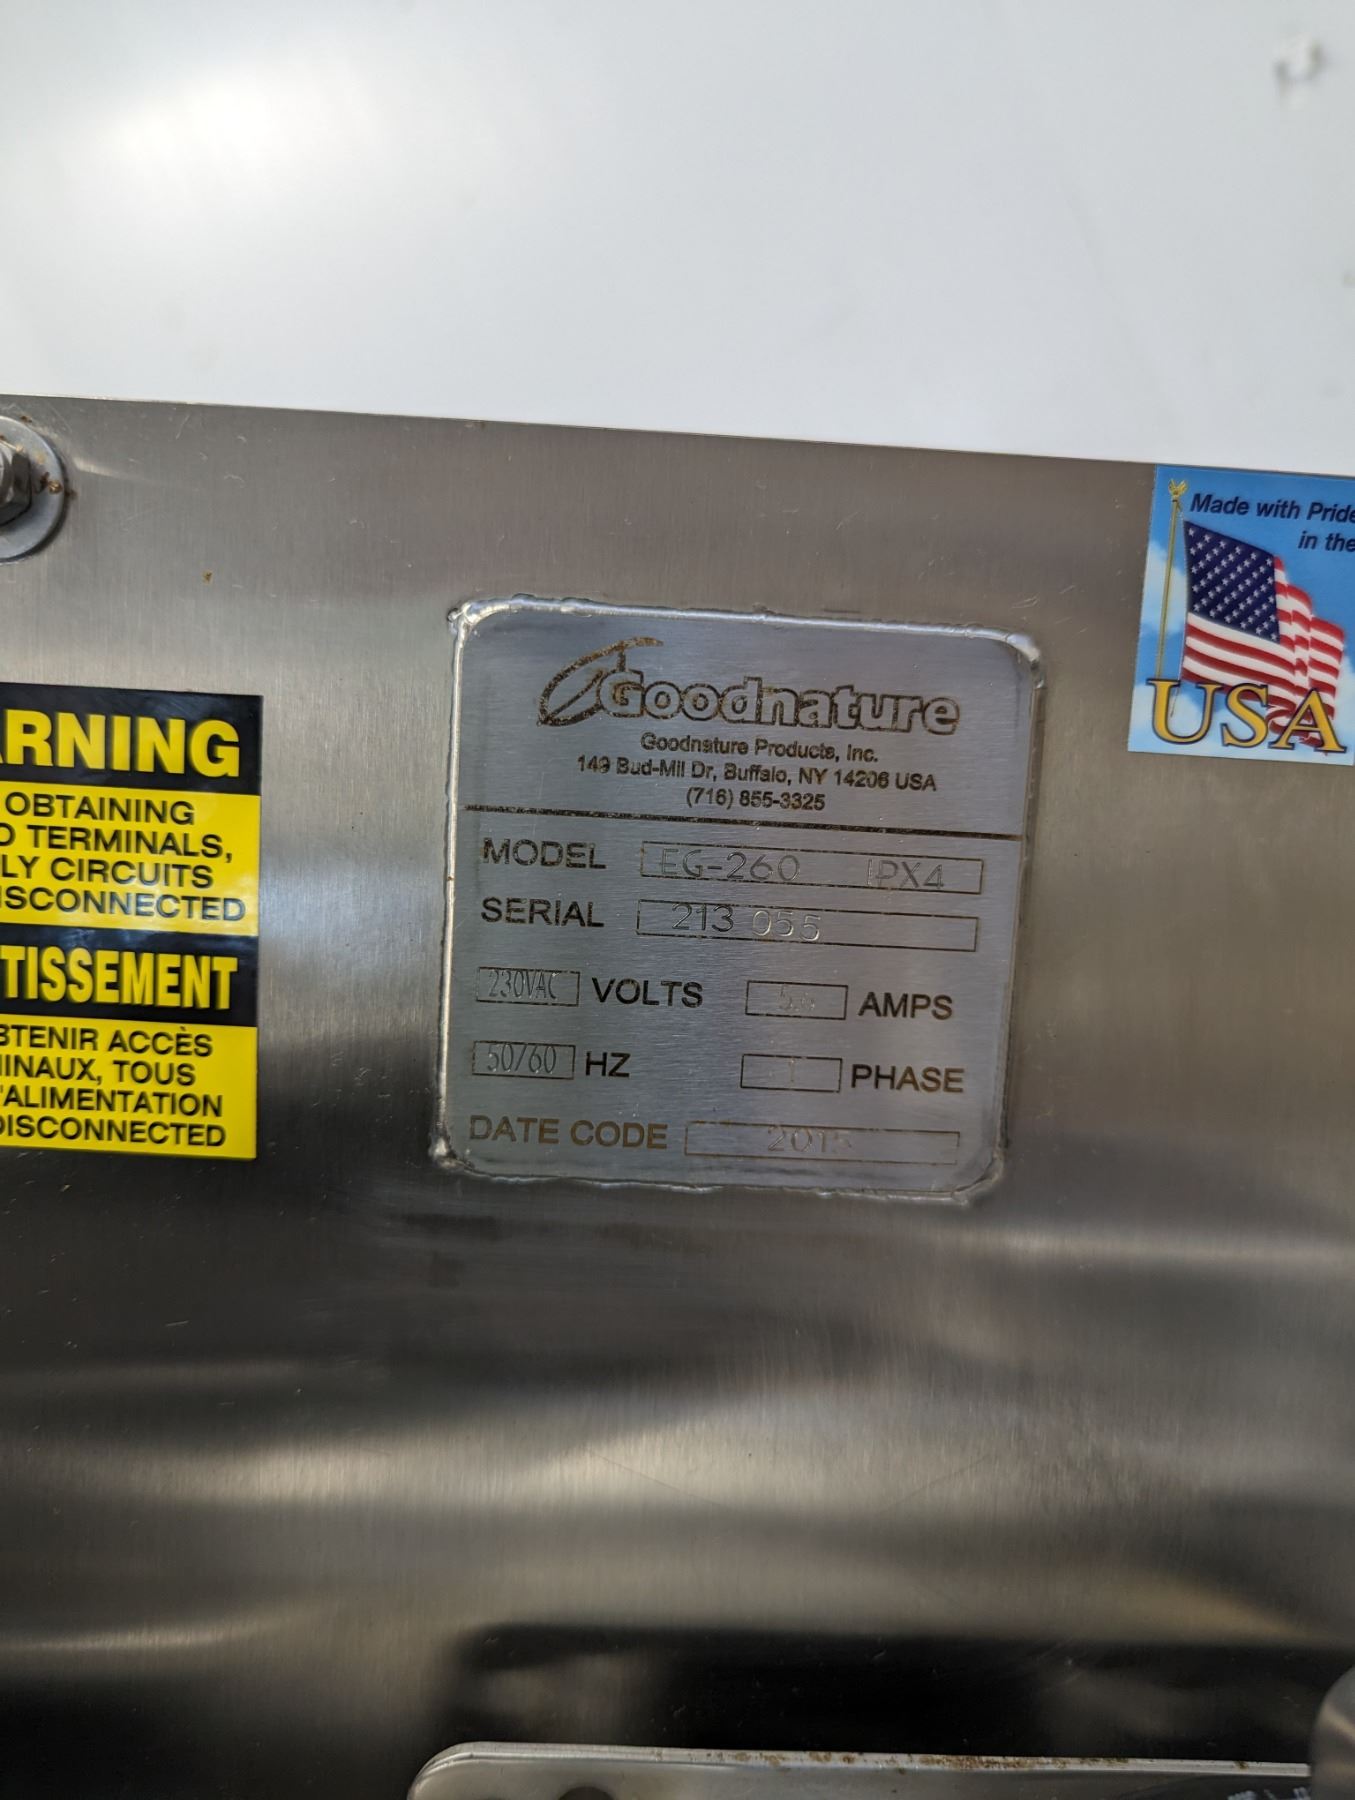 Made with Pride
in the
USA
Goodnature
Goodnature Products, Inc.
149 Bud-Mil Dr, Buffalo, NY 14206 USA
(716) 855-3325
MODEL EG-260 IPX4
SERIAL 213 055
230VAC VOLTS AMPS
50/60 HZ 1 PHASE
DATE CODE 2015
ARNING
OBTAINING
O TERMINALS,
LY CIRCUITS
ISCONNECTED
TISSEMENT
BTENIR ACCÈS
INAUX, TOUS
'ALIMENTATION
DISCONNECTED